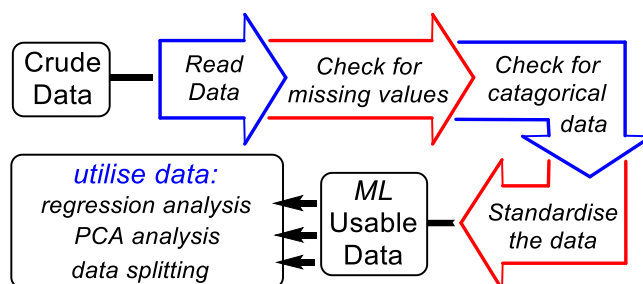 Crude
Data
Read
Data
Check for
missing values
Check for
catagorical
data
Standardise
the data
ML
Usable
Data
utilise data:
regression analysis
PCA analysis
data splitting